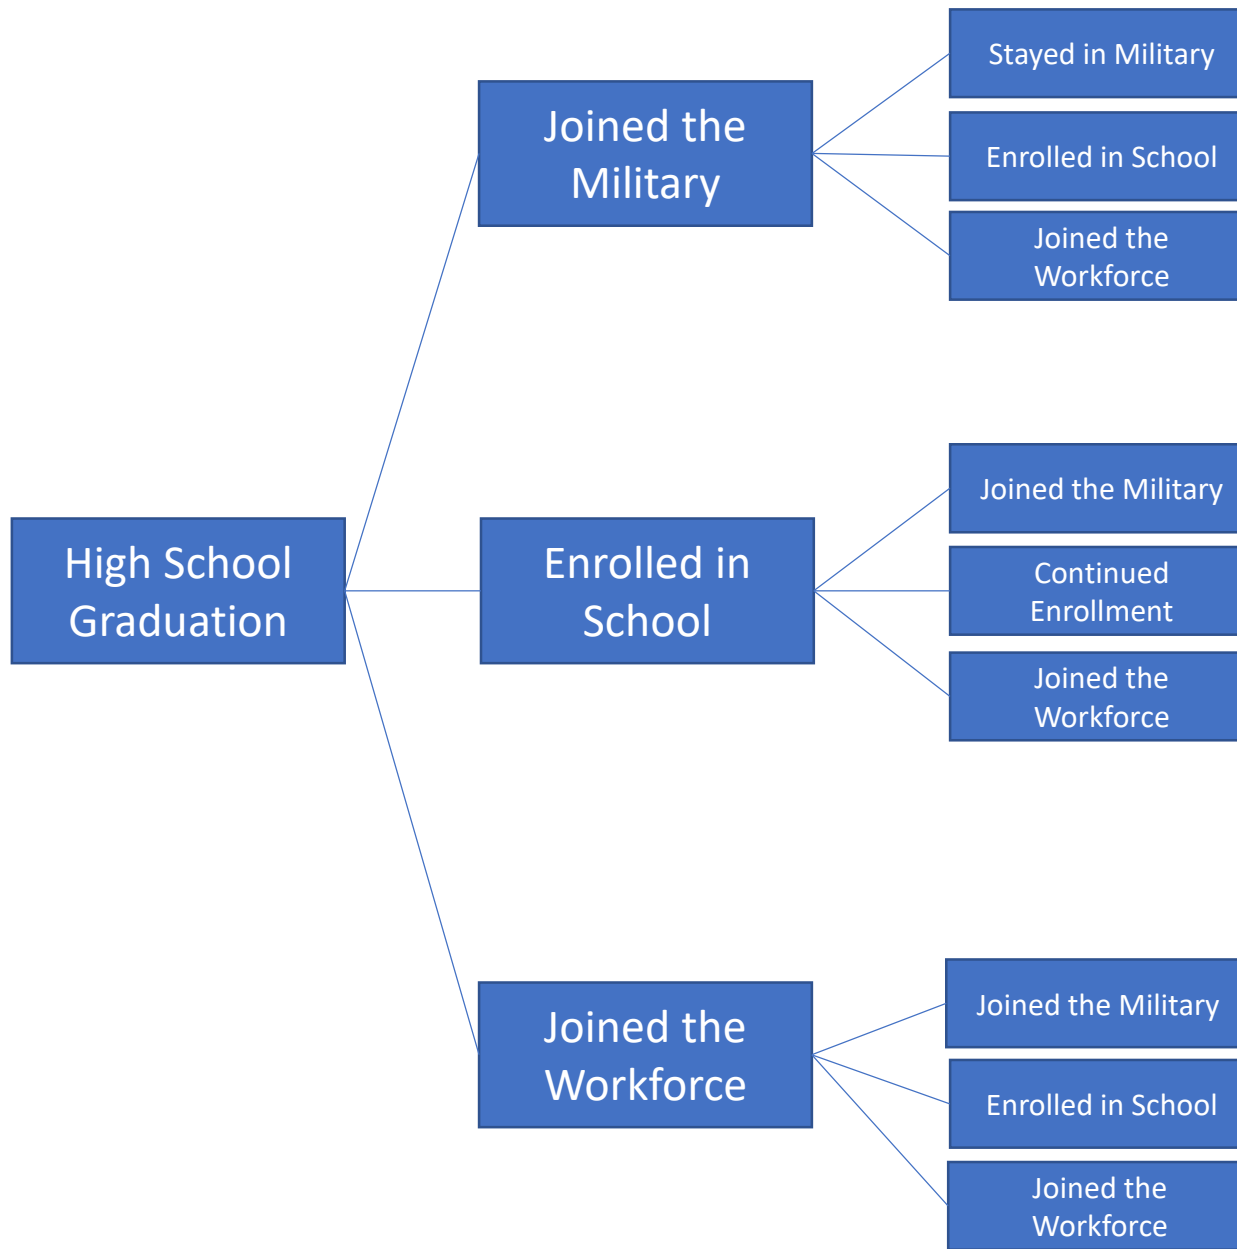 High School
Graduation
Joined the
Military
Stayed in Military
Enrolled in School
Joined the
Workforce
Enrolled in
School
Joined the Military
Continued
Enrollment
Joined the
Workforce
Joined the
Workforce
Joined the Military
Enrolled in School
Joined the
Workforce